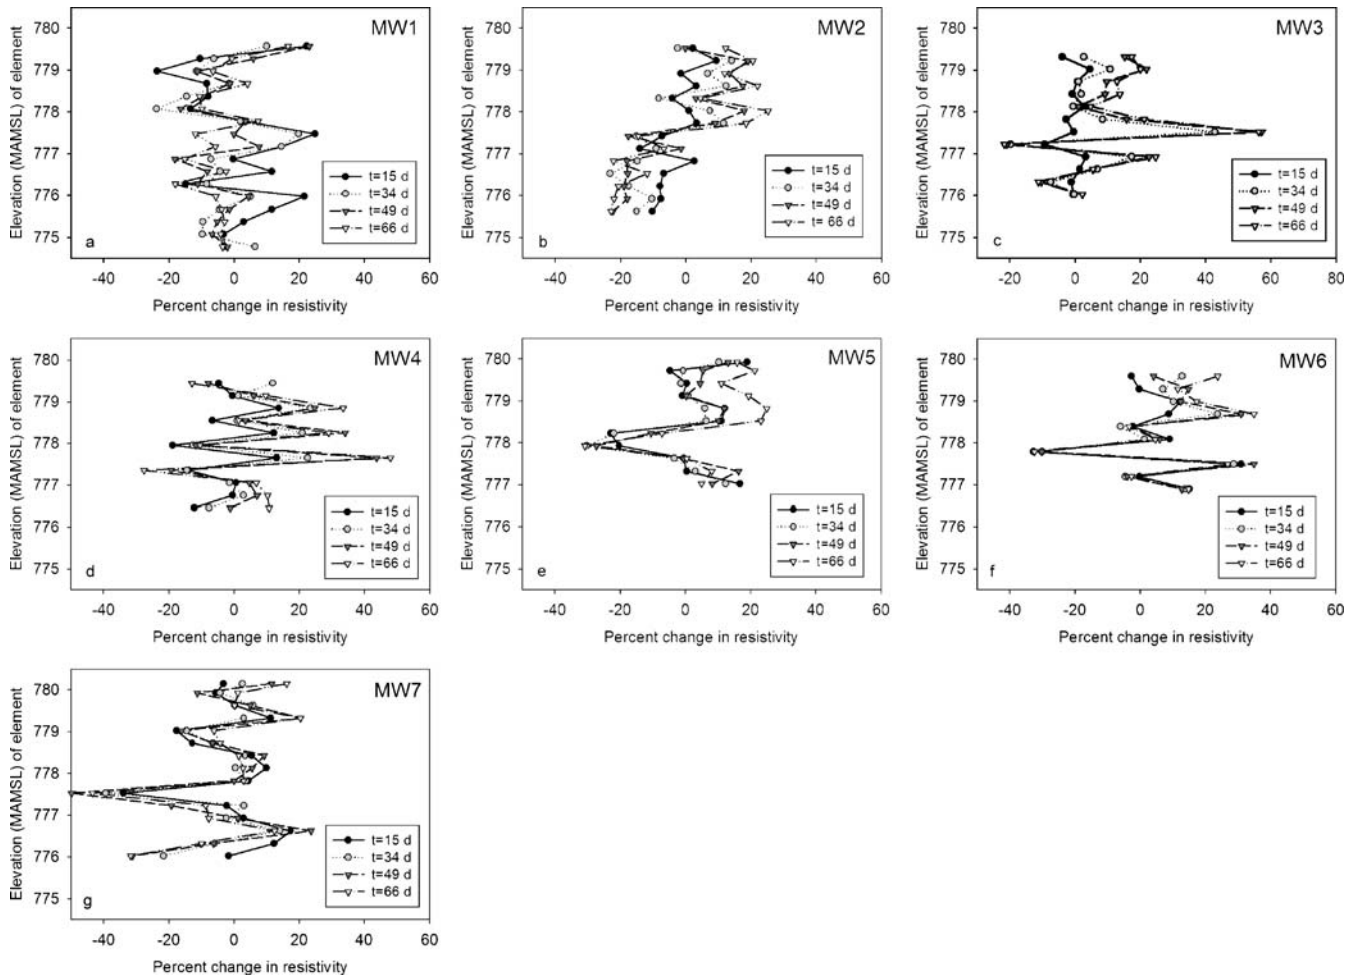 MW1
Elevation (MAMSL) of element
780
779
778
777
776
775
t=15 d
t=34 d
t=49 d
t=66 d
a
-40 -20 0 20 40 60
Percent change in resistivity
MW2
Elevation (MAMSL) of element
780
779
778
777
776
775
t=15 d
t=34 d
t=49 d
t= 66 d
b
-60 -40 -20 0 20 40 60
Percent change in resistivity
MW3
Elevation (MAMSL) of element
780
779
778
777
776
775
t=15 d
t=34 d
t=49 d
t=66 d
c
-20 0 20 40 60 80
Percent change in resistivity
MW4
Elevation (MAMSL) of element
780
779
778
777
776
775
t=15 d
t=34 d
t=49 d
t=66 d
d
-40 -20 0 20 40 60
Percent change in resistivity
MW5
Elevation (MAMSL) of element
780
779
778
777
776
775
t=15 d
t=34 d
t=49 d
t=66 d
e
-60 -40 -20 0 20 40 60
Percent change in resistivity
MW6
Elevation (MAMSL) of element
780
779
778
777
776
775
t=15 d
t=34 d
t=49 d
t=66 d
f
-40 -20 0 20 40 60
Percent change in resistivity
MW7
Elevation (MAMSL) of element
780
779
778
777
776
775
t=15 d
t=34 d
t=49 d
t=66 d
g
-40 -20 0 20 40 60
Percent change in resistivity